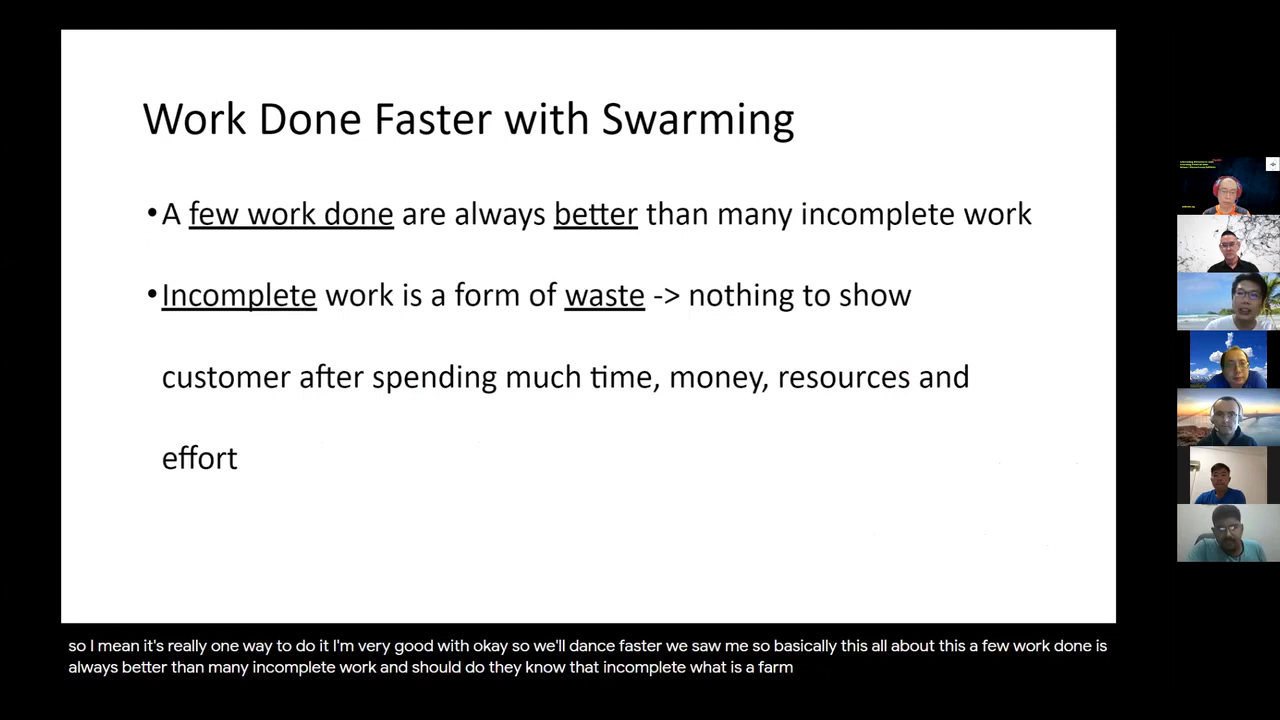 Work Done Faster with Swarming
•A few work done are always better than many incomplete work
•Incomplete work is a form of waste -> nothing to show
customer after spending much time, money, resources and
effort
so I mean it's really one way to do it I'm very good with okay so we'll dance faster we saw me so basically this all about this a few work done is
always better than many incomplete work and should do they know that incomplete what is a farm